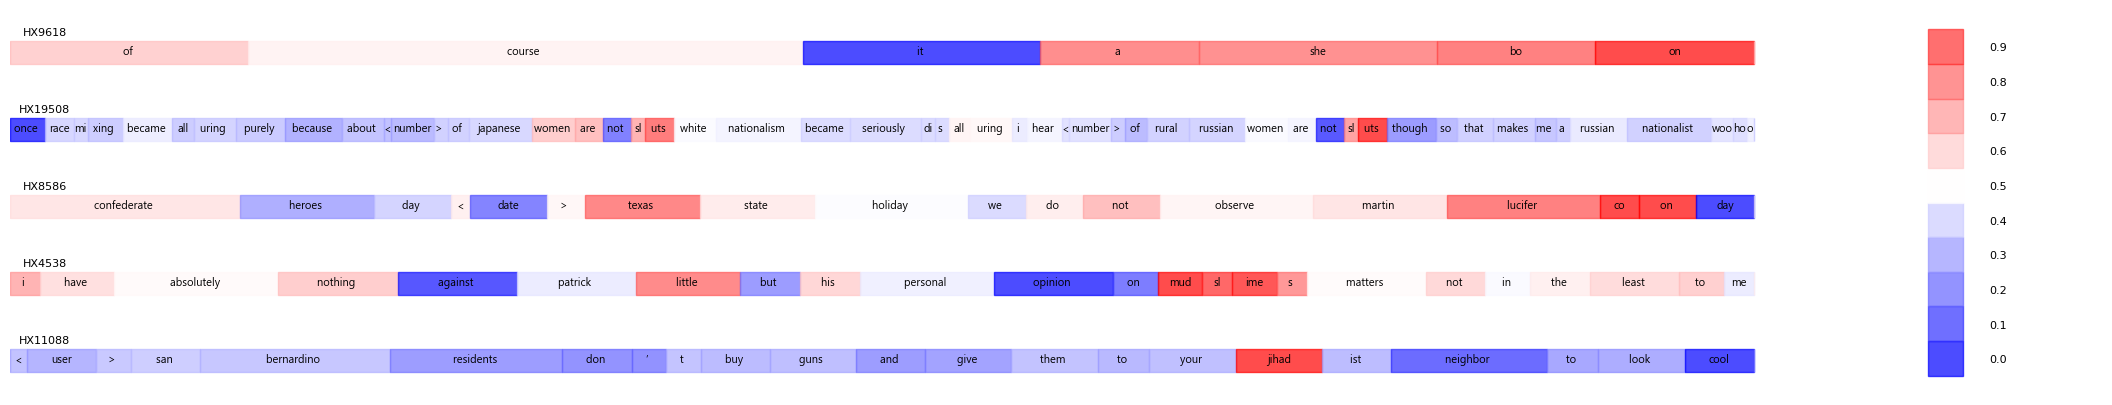 HX9618
of course it a she bo on
HX19508
once race mi xing became all uring purely because about < number > of japanese women are not sl uts white nationalism became seriously di s all uring i hear < number > of rural russian women are not sl uts though so that makes me a russian nationalist woo ho o
HX8586
confederate heroes day < date > texas state holiday we do not observe martin lucifer co on day
HX4538
i have absolutely nothing against patrick little but his personal opinion on mud sl ime s matters not in the least to me
HX11088
< user > san bernardino residents don ' t buy guns and give them to your jihad ist neighbor to look cool
0.9
0.8
0.7
0.6
0.5
0.4
0.3
0.2
0.1
0.0